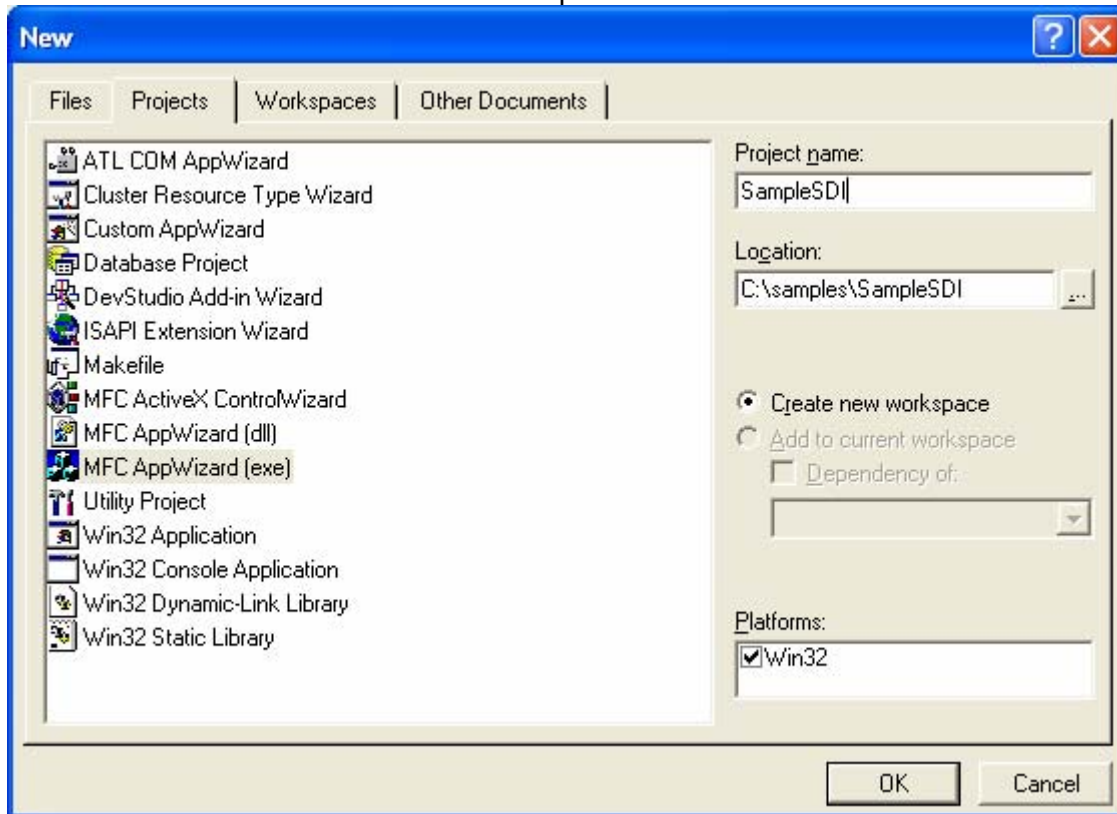 New
Files
Projects
Workspaces
Other Documents
ATL COM AppWizard
Cluster Resource Type Wizard
Custom AppWizard
Database Project
DevStudio Add-in Wizard
ISAPI Extension Wizard
Makefile
MFC ActiveX ControlWizard
MFC AppWizard (dll)
MFC AppWizard (exe)
Utility Project
Win32 Application
Win32 Console Application
Win32 Dynamic-Link Library
Win32 Static Library
Project name:
SampleSDI
Location:
C:\samples\SampleSDI
...
Create new workspace
Add to current workspace
Dependency of:
Platforms:
Win32
OK
Cancel